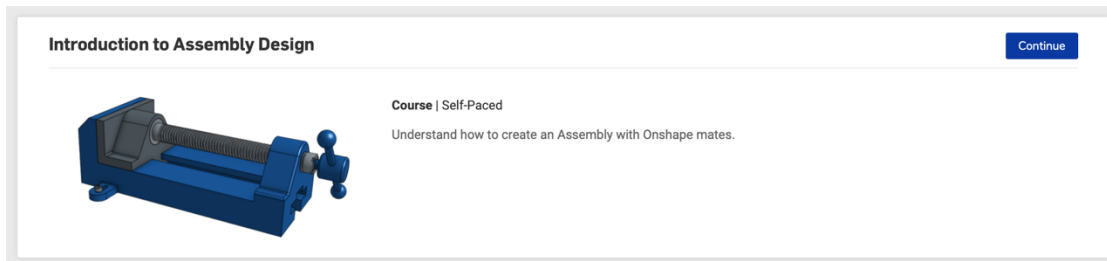 Introduction to Assembly Design
Continue
Course | Self-Paced
Understand how to create an Assembly with Onshape mates.